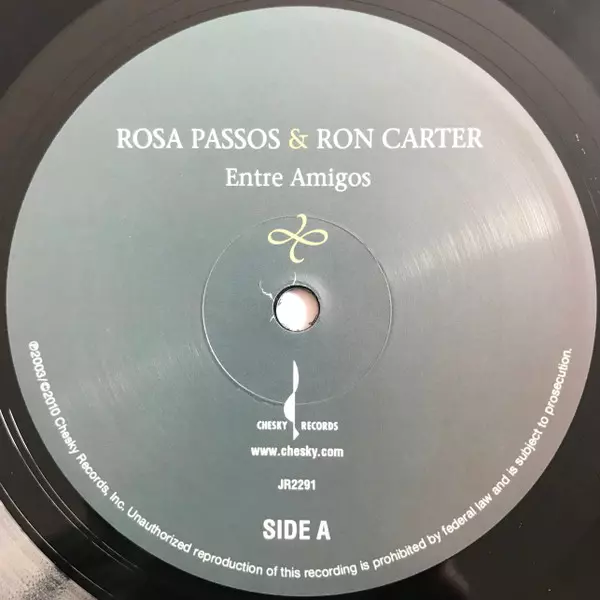 ROSA PASSOS & RON CARTER
Entre Amigos
CHESKY RECORDS
www.chesky.com
JR2291
SIDE A
℗2003/©2010 Chesky Records, Inc. Unauthorized reproduction of this recording is prohibited by federal law and is subject to prosecution.